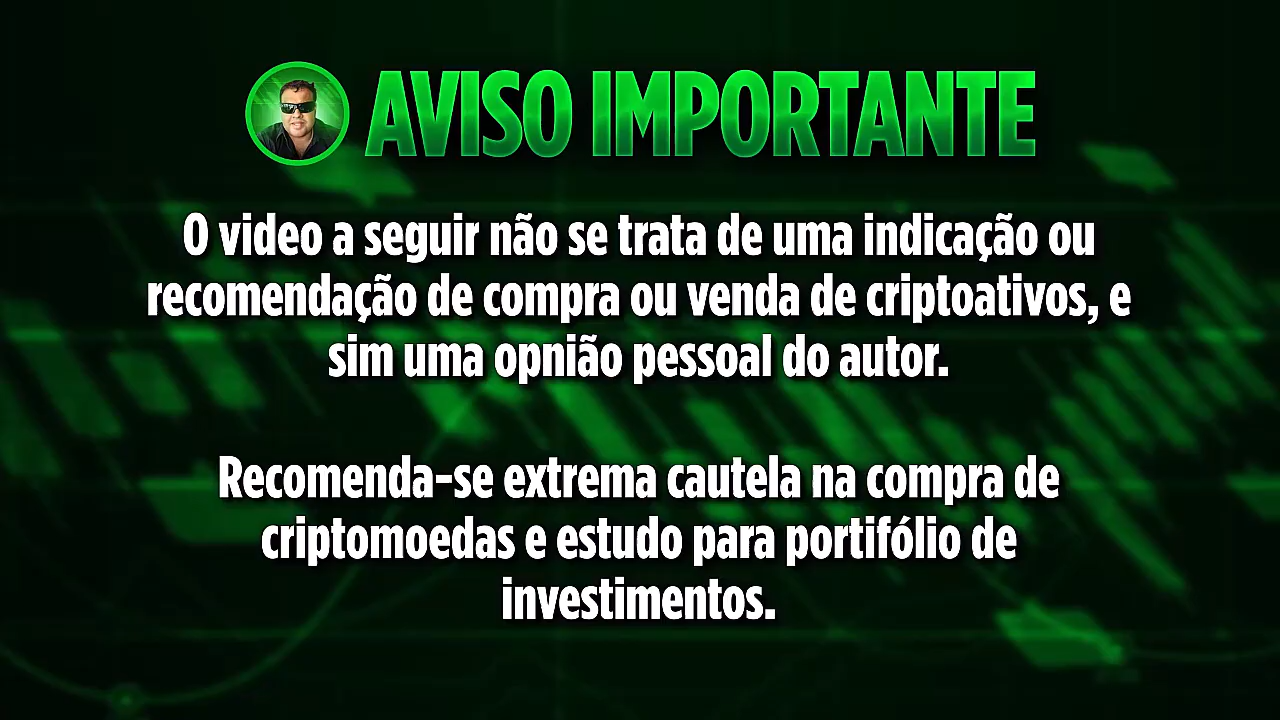 AVISO IMPORTANTE
O video a seguir não se trata de uma indicação ou
recomendação de compra ou venda de criptoativos, e
sim uma opnião pessoal do autor.
Recomenda-se extrema cautela na compra de
criptomoedas e estudo para portifólio de
investimentos.